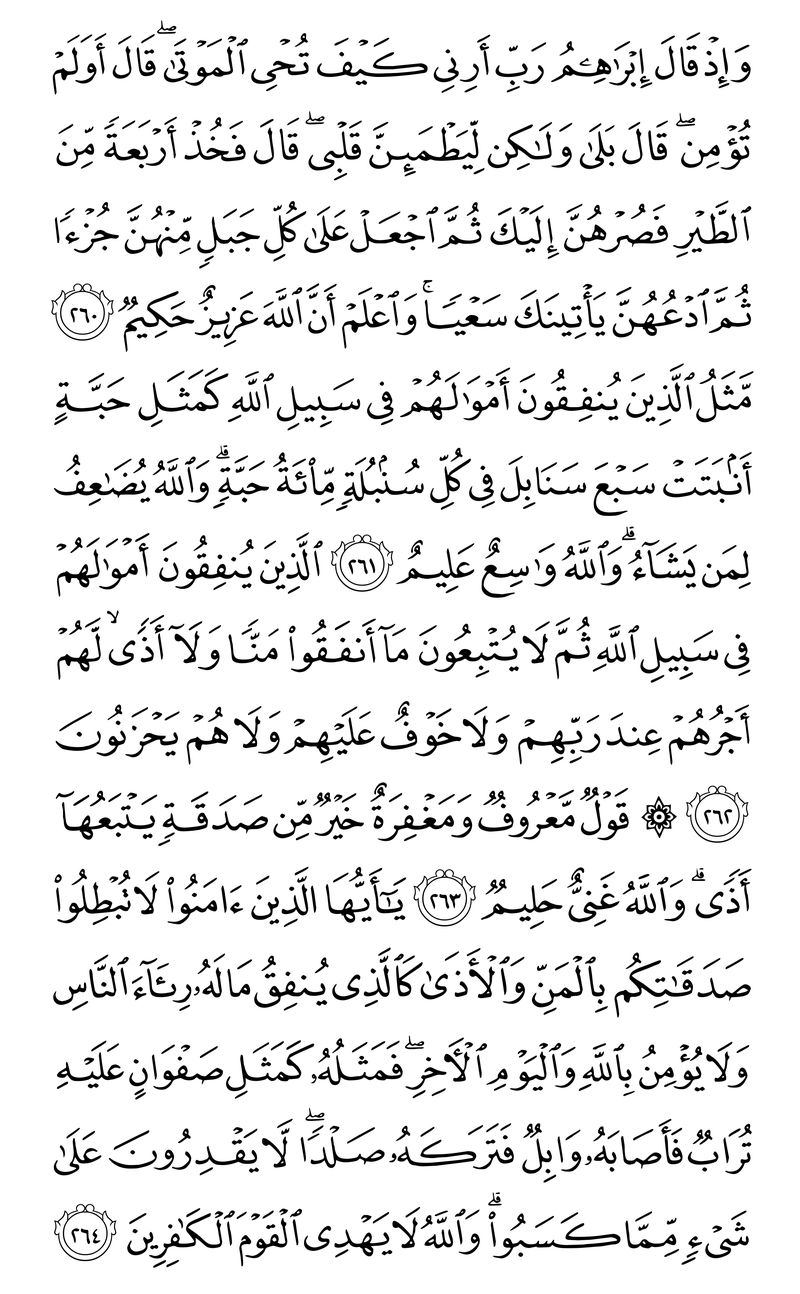 وَإِذْ قَالَ إِبْرَٰهِـۧمُ رَبِّ أَرِنِى كَيْفَ تُحْىِ ٱلْمَوْتَىٰ ۖ قَالَ أَوَلَمْ
تُؤْمِن ۖ قَالَ بَلَىٰ وَلَـٰكِن لِّيَطْمَئِنَّ قَلْبِى ۖ قَالَ فَخُذْ أَرْبَعَةً مِّنَ
ٱلطَّيْرِ فَصُرْهُنَّ إِلَيْكَ ثُمَّ ٱجْعَلْ عَلَىٰ كُلِّ جَبَلٍ مِّنْهُنَّ جُزْءًا
ثُمَّ ٱدْعُهُنَّ يَأْتِينَكَ سَعْيًا ۚ وَٱعْلَمْ أَنَّ ٱللَّهَ عَزِيزٌ حَكِيمٌ ٢٦٠
مَّثَلُ ٱلَّذِينَ يُنفِقُونَ أَمْوَٰلَهُمْ فِى سَبِيلِ ٱللَّهِ كَمَثَلِ حَبَّةٍ
أَنۢبَتَتْ سَبْعَ سَنَابِلَ فِى كُلِّ سُنۢبُلَةٍ مِّا۟ئَةُ حَبَّةٍ ۗ وَٱللَّهُ يُضَـٰعِفُ
لِمَن يَشَآءُ ۗ وَٱللَّهُ وَٰسِعٌ عَلِيمٌ ٢٦١ ٱلَّذِينَ يُنفِقُونَ أَمْوَٰلَهُمْ
فِى سَبِيلِ ٱللَّهِ ثُمَّ لَا يُتْبِعُونَ مَآ أَنفَقُوا۟ مَنًّا وَلَآ أَذًى ۙ لَّهُمْ
أَجْرُهُمْ عِندَ رَبِّهِمْ وَلَا خَوْفٌ عَلَيْهِمْ وَلَا هُمْ يَحْزَنُونَ
٢٦٢ ۞ قَوْلٌ مَّعْرُوفٌ وَمَغْفِرَةٌ خَيْرٌ مِّن صَدَقَةٍ يَتْبَعُهَآ
أَذًى ۗ وَٱللَّهُ غَنِىٌّ حَلِيمٌ ٢٦٣ يَـٰٓأَيُّهَا ٱلَّذِينَ ءَامَنُوا۟ لَا تُبْطِلُوا۟
صَدَقَـٰتِكُم بِٱلْمَنِّ وَٱلْأَذَىٰ كَٱلَّذِى يُنفِقُ مَالَهُۥ رِئَآءَ ٱلنَّاسِ
وَلَا يُؤْمِنُ بِٱللَّهِ وَٱلْيَوْمِ ٱلْـَٔاخِرِ ۖ فَمَثَلُهُۥ كَمَثَلِ صَفْوَانٍ عَلَيْهِ
تُرَابٌ فَأَصَابَهُۥ وَابِلٌ فَتَرَكَهُۥ صَلْدًا ۖ لَّا يَقْدِرُونَ عَلَىٰ
شَىْءٍ مِّمَّا كَسَبُوا۟ ۗ وَٱللَّهُ لَا يَهْدِى ٱلْقَوْمَ ٱلْكَـٰفِرِينَ ٢٦٤